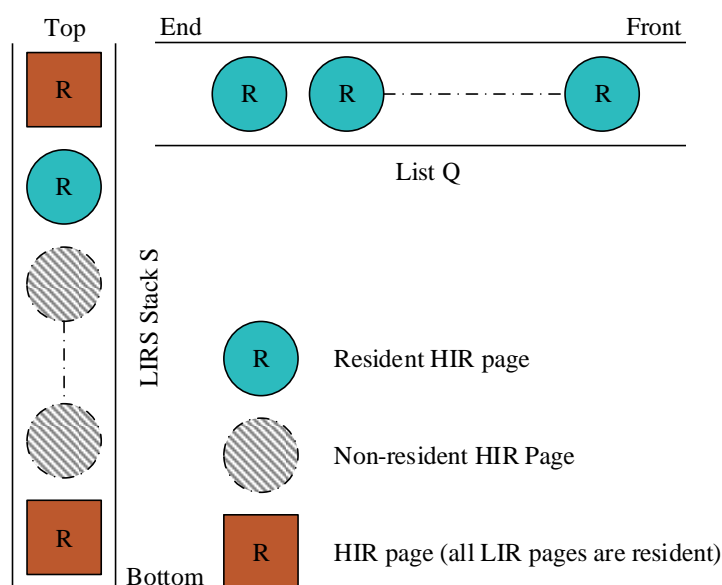 Top
End
Front
R
R
R
R
R
List Q
LIRS Stack S
R
Resident HIR page
Non-resident HIR Page
R
R
HIR page (all LIR pages are resident)
Bottom